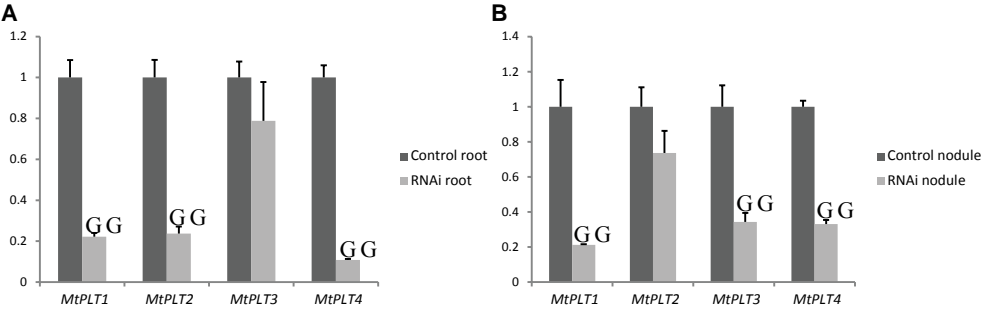 A
1.2
1
0.8
0.6
0.4
0.2
0
GG
GG
GG
MtPLT1 MtPLT2 MtPLT3 MtPLT4
Control root
RNAi root
B
1.4
1.2
1
0.8
0.6
0.4
0.2
0
GG
GG
GG
MtPLT1 MtPLT2 MtPLT3 MtPLT4
Control nodule
RNAi nodule